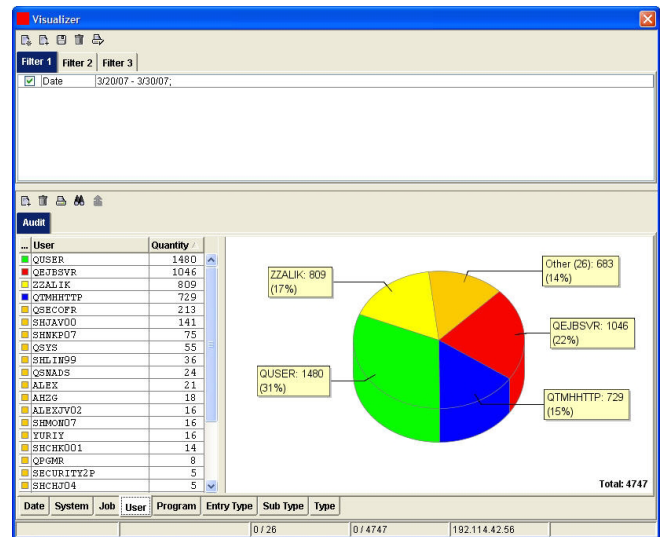 Visualizer
Filter 1 Filter 2 Filter 3
Date 3/20/07 - 3/30/07;
Audit
... User Quantity
QUSER 1480
QEJBSVR 1046
ZZALIK 809
QTMHHTTP 729
QSECOFR 213
SHJAV00 141
SHNKP07 75
QSYS 55
SHLIN99 36
QSNADS 24
ALEX 21
AHZG 18
ALEXJV02 16
SHMON07 16
YURIY 16
SHCHK001 14
QPGMR 8
SECURITY2P 5
SHCHJ04 5
ZZALIK: 809
(17%)
Other (26): 683
(14%)
QEJBSVR: 1046
(22%)
QUSER: 1480
(31%)
QTMHHTTP: 729
(15%)
Total: 4747
Date System Job User Program Entry Type Sub Type Type
0 / 26 0 / 4747 192.114.42.56